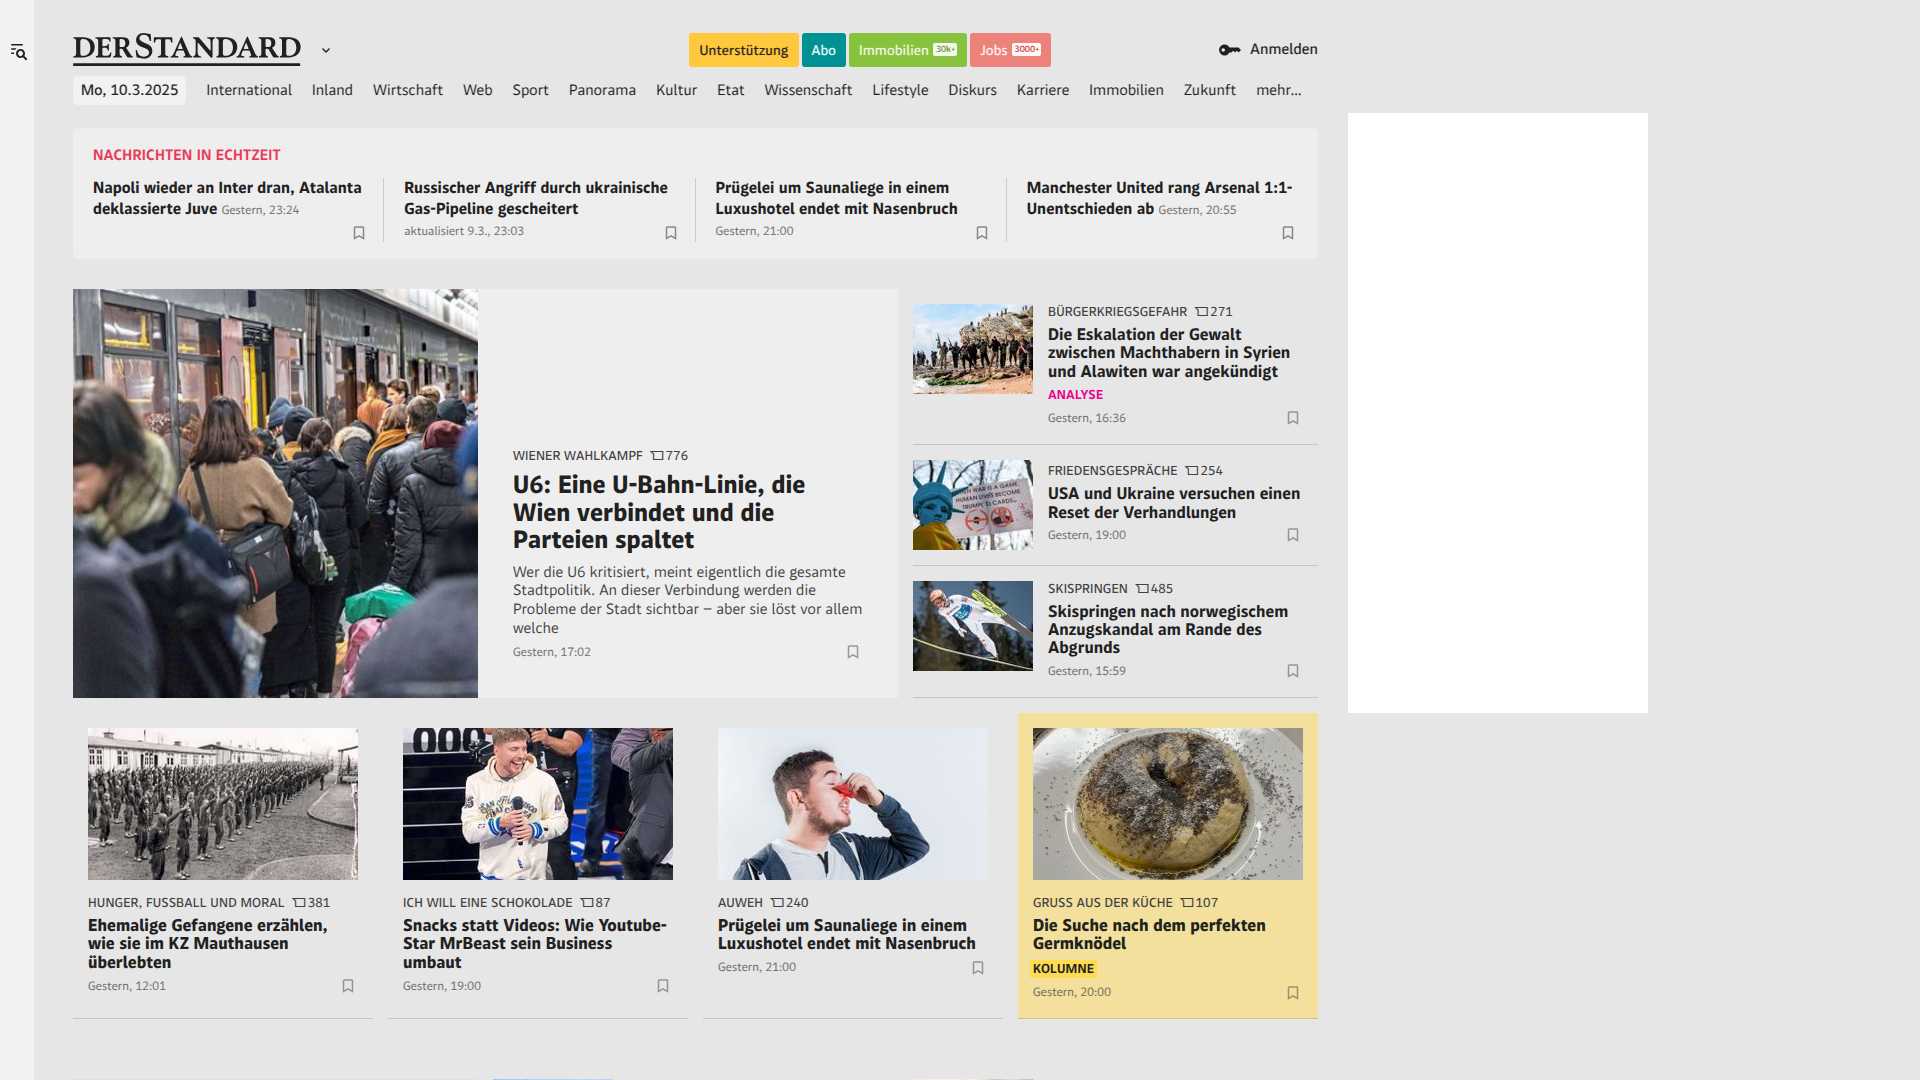 DERSTANDARD
Unterstützung
Abo
Immobilien 30k+
Jobs 3000+
Anmelden
Mo, 10.3.2025
International
Inland
Wirtschaft
Web
Sport
Panorama
Kultur
Etat
Wissenschaft
Lifestyle
Diskurs
Karriere
Immobilien
Zukunft
mehr...
NACHRICHTEN IN ECHTZEIT
Napoli wieder an Inter dran, Atalanta
deklassierte Juve Gestern, 23:24
Russischer Angriff durch ukrainische
Gas-Pipeline gescheitert
aktualisiert 9.3., 23:03
Prügelei um Saunaliege in einem
Luxushotel endet mit Nasenbruch
Gestern, 21:00
Manchester United rang Arsenal 1:1-
Unentschieden ab Gestern, 20:55
WIENER WAHLKAMPF 776
U6: Eine U-Bahn-Linie, die
Wien verbindet und die
Parteien spaltet
Wer die U6 kritisiert, meint eigentlich die gesamte
Stadtpolitik. An dieser Verbindung werden die
Probleme der Stadt sichtbar – aber sie löst vor allem
welche
Gestern, 17:02
BÜRGERKRIEGSGEFAHR 271
Die Eskalation der Gewalt
zwischen Machthabern in Syrien
und Alawiten war angekündigt
ANALYSE
Gestern, 16:36
FRIEDENSGESPRÄCHE 254
USA und Ukraine versuchen einen
Reset der Verhandlungen
Gestern, 19:00
WAR IS A GAME
HUMAN LIVES BECOME
TRUMPS CARDS...
SKISPRINGEN 485
Skispringen nach norwegischem
Anzugskandal am Rande des
Abgrunds
Gestern, 15:59
HUNGER, FUSSBALL UND MORAL 381
Ehemalige Gefangene erzählen,
wie sie im KZ Mauthausen
überlebten
Gestern, 12:01
000
SAN FRANCISCO
ICH WILL EINE SCHOKOLADE 87
Snacks statt Videos: Wie Youtube-
Star MrBeast sein Business
umbaut
Gestern, 19:00
AUWEH 240
Prügelei um Saunaliege in einem
Luxushotel endet mit Nasenbruch
Gestern, 21:00
GRUSS AUS DER KÜCHE 107
Die Suche nach dem perfekten
Germknödel
KOLUMNE
Gestern, 20:00